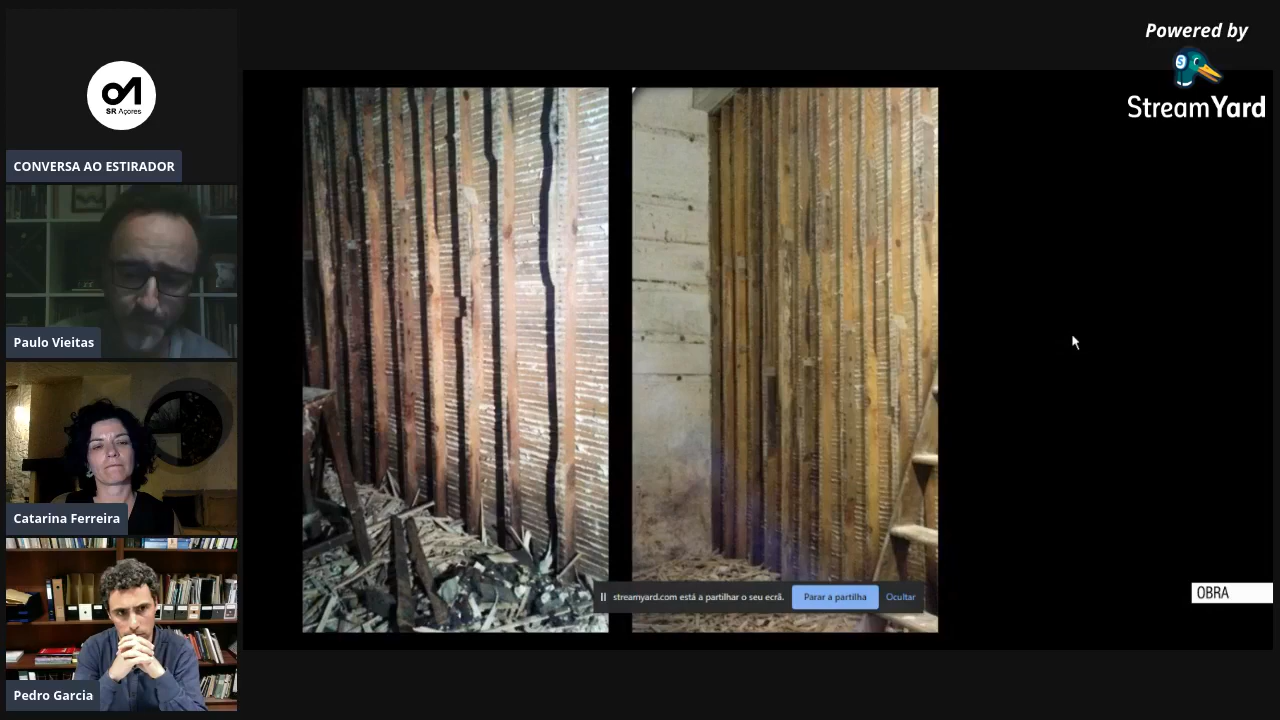 Powered by
StreamYard
OA
SR Açores
CONVERSA AO ESTIRADOR
Paulo Vieitas
Catarina Ferreira
Pedro Garcia
streamyard.com está a partilhar o seu ecrã.
Parar a partilha
Ocultar
OBRA